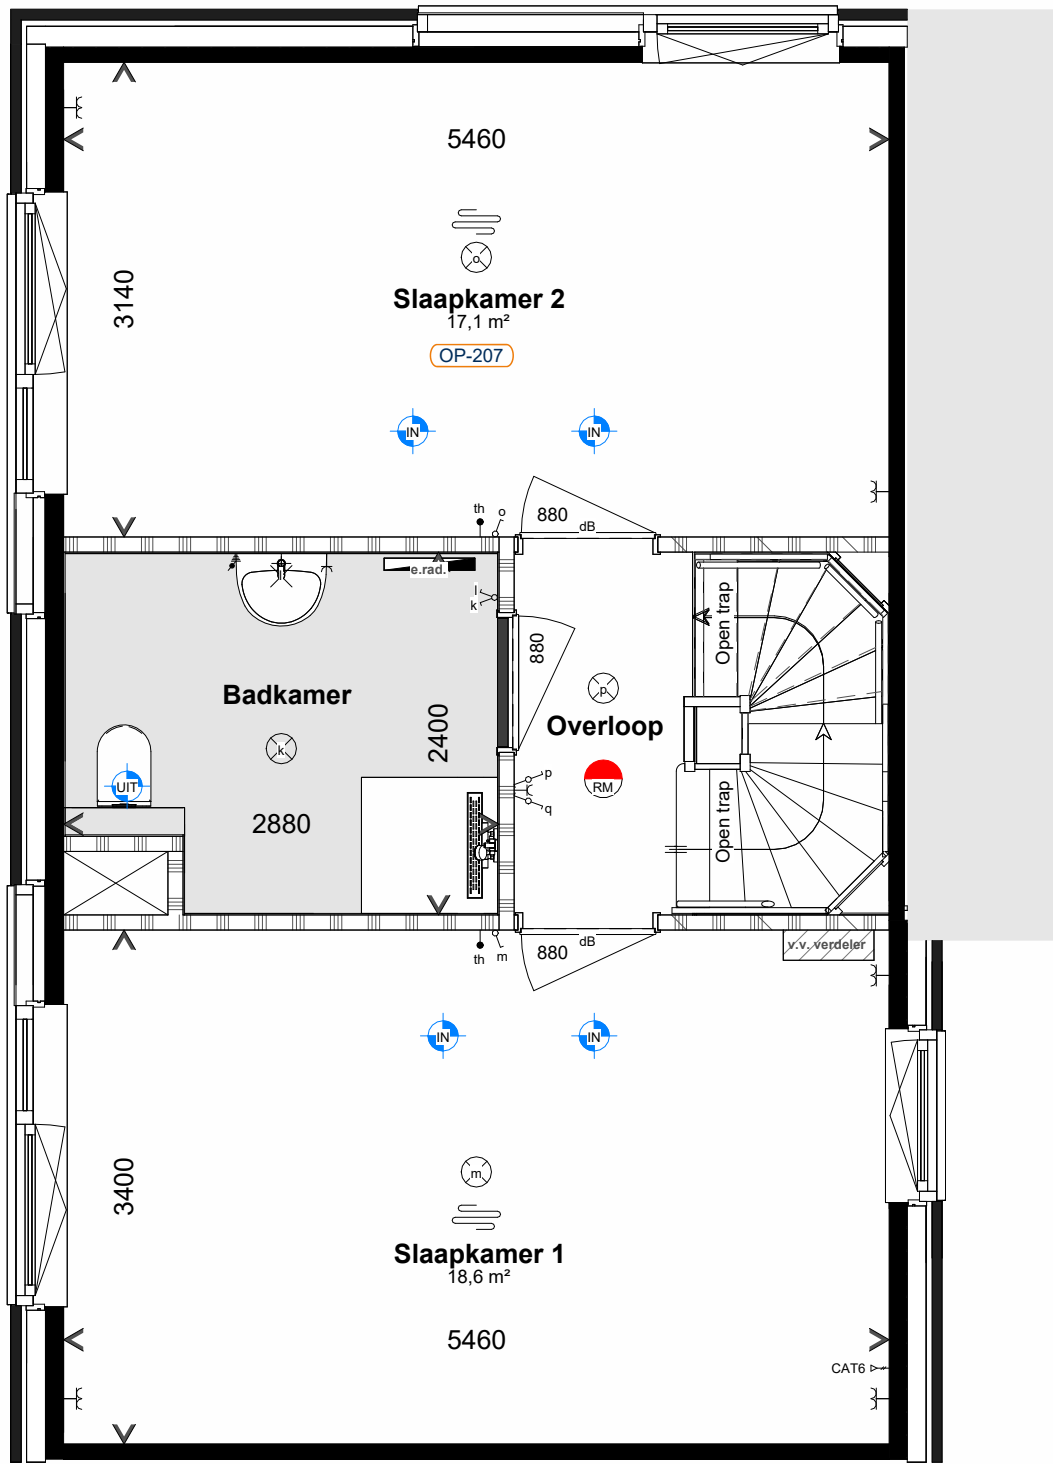 5460
3140
o
Slaapkamer 2
17,1 m²
OP-207
IN
IN
th
o
880
dB
e.rad.
l
k
880
Open trap
Badkamer
p
Overloop
k
2400
UIT
RM
p
q
2880
Open trap
th
m
880
dB
v.v. verdeler
IN
IN
3400
m
Slaapkamer 1
18,6 m²
5460
CAT6